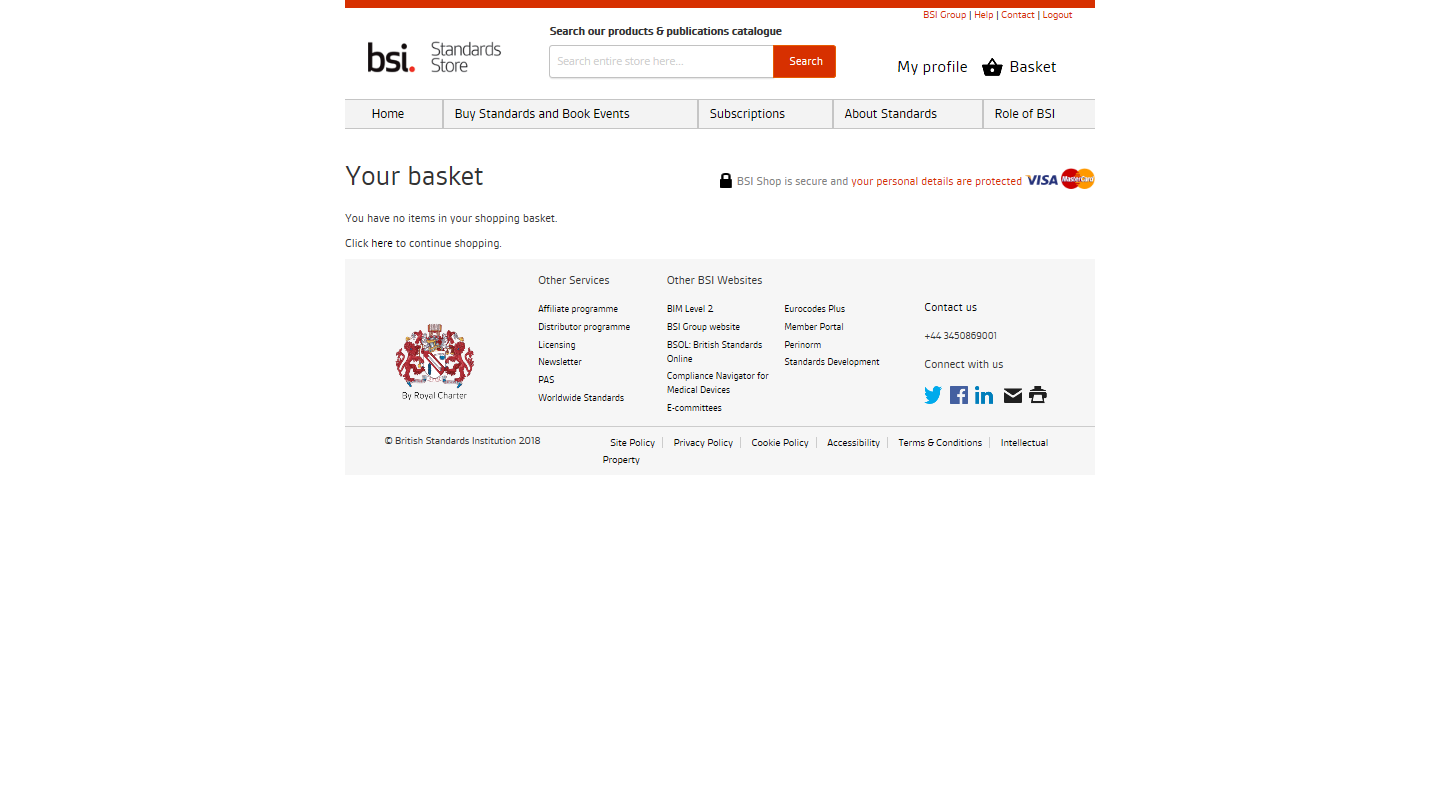 BSI Group | Help | Contact | Logout
Search our products & publications catalogue
bsi. Standards Store
Search entire store here...
Search
My profile
Basket
Home
Buy Standards and Book Events
Subscriptions
About Standards
Role of BSI
Your basket
BSI Shop is secure and your personal details are protected VISA MasterCard
You have no items in your shopping basket.
Click here to continue shopping.
By Royal Charter
Other Services
Affiliate programme
Distributor programme
Licensing
Newsletter
PAS
Worldwide Standards
Other BSI Websites
BIM Level 2
BSI Group website
BSOL: British Standards
Online
Compliance Navigator for
Medical Devices
E-committees
Eurocodes Plus
Member Portal
Perinorm
Standards Development
Contact us
+44 3450869001
Connect with us
© British Standards Institution 2018
Site Policy
Privacy Policy
Cookie Policy
Accessibility
Terms & Conditions
Intellectual
Property